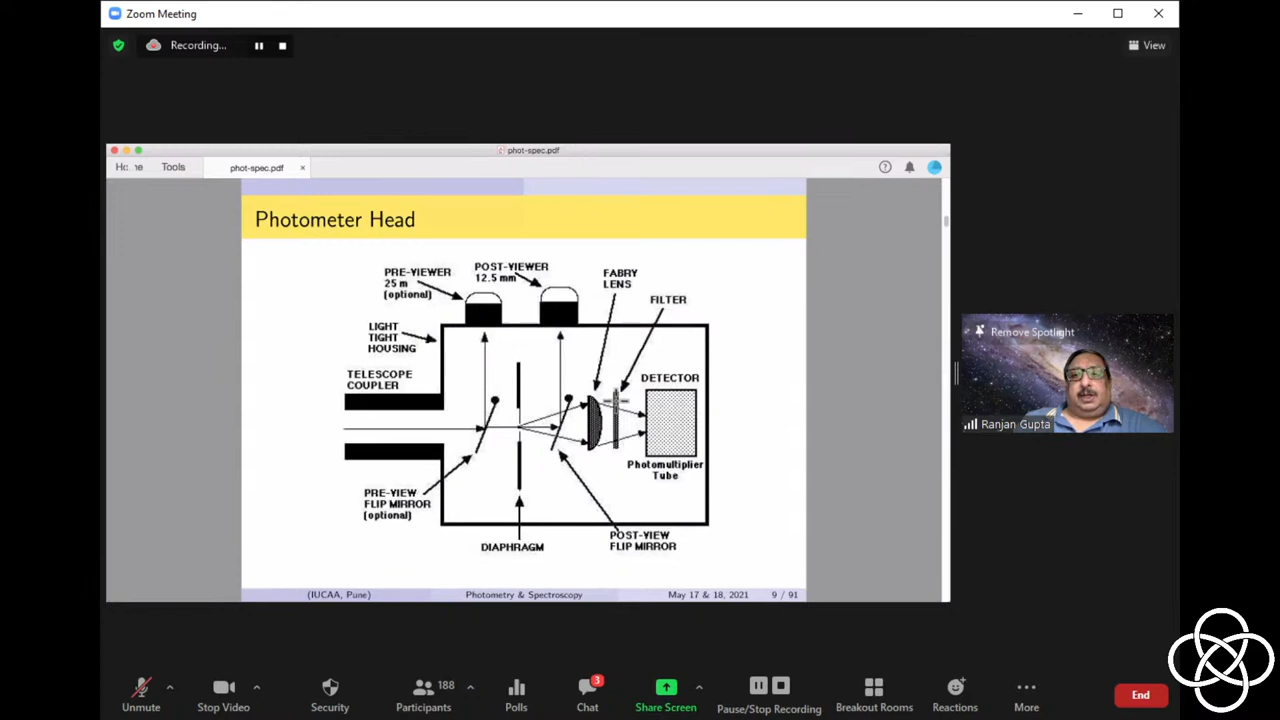 Zoom Meeting
Recording...
View
phot-spec.pdf
Tools
phot-spec.pdf
Photometer Head
PRE-VIEWER
25 m
(optional)
POST-VIEWER
12.5 mm
FABRY
LENS
FILTER
LIGHT
TIGHT
HOUSING
TELESCOPE
COUPLER
DETECTOR
Photomultiplier
Tube
PRE-VIEW
FLIP MIRROR
(optional)
DIAPHRAGM
POST-VIEW
FLIP MIRROR
(IUCAA, Pune)
Photometry & Spectroscopy
May 17 & 18, 2021
9 / 91
Remove Spotlight
Ranjan Gupta
Unmute
Stop Video
Security
188
Participants
Polls
3
Chat
Share Screen
Pause/Stop Recording
Breakout Rooms
Reactions
More
End